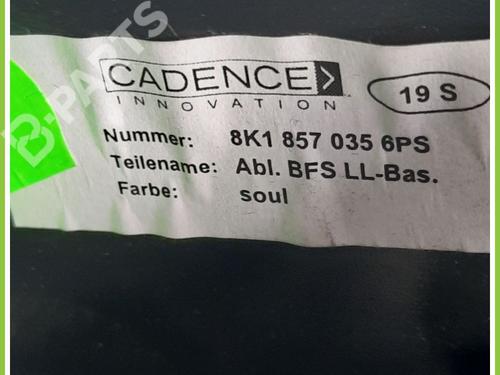 B-PARTS
CADENCE
INNOVATION
19 S
Nummer: 8K1 857 035 6PS
Teilename: Abl. BFS LL-Bas.
Farbe: soul